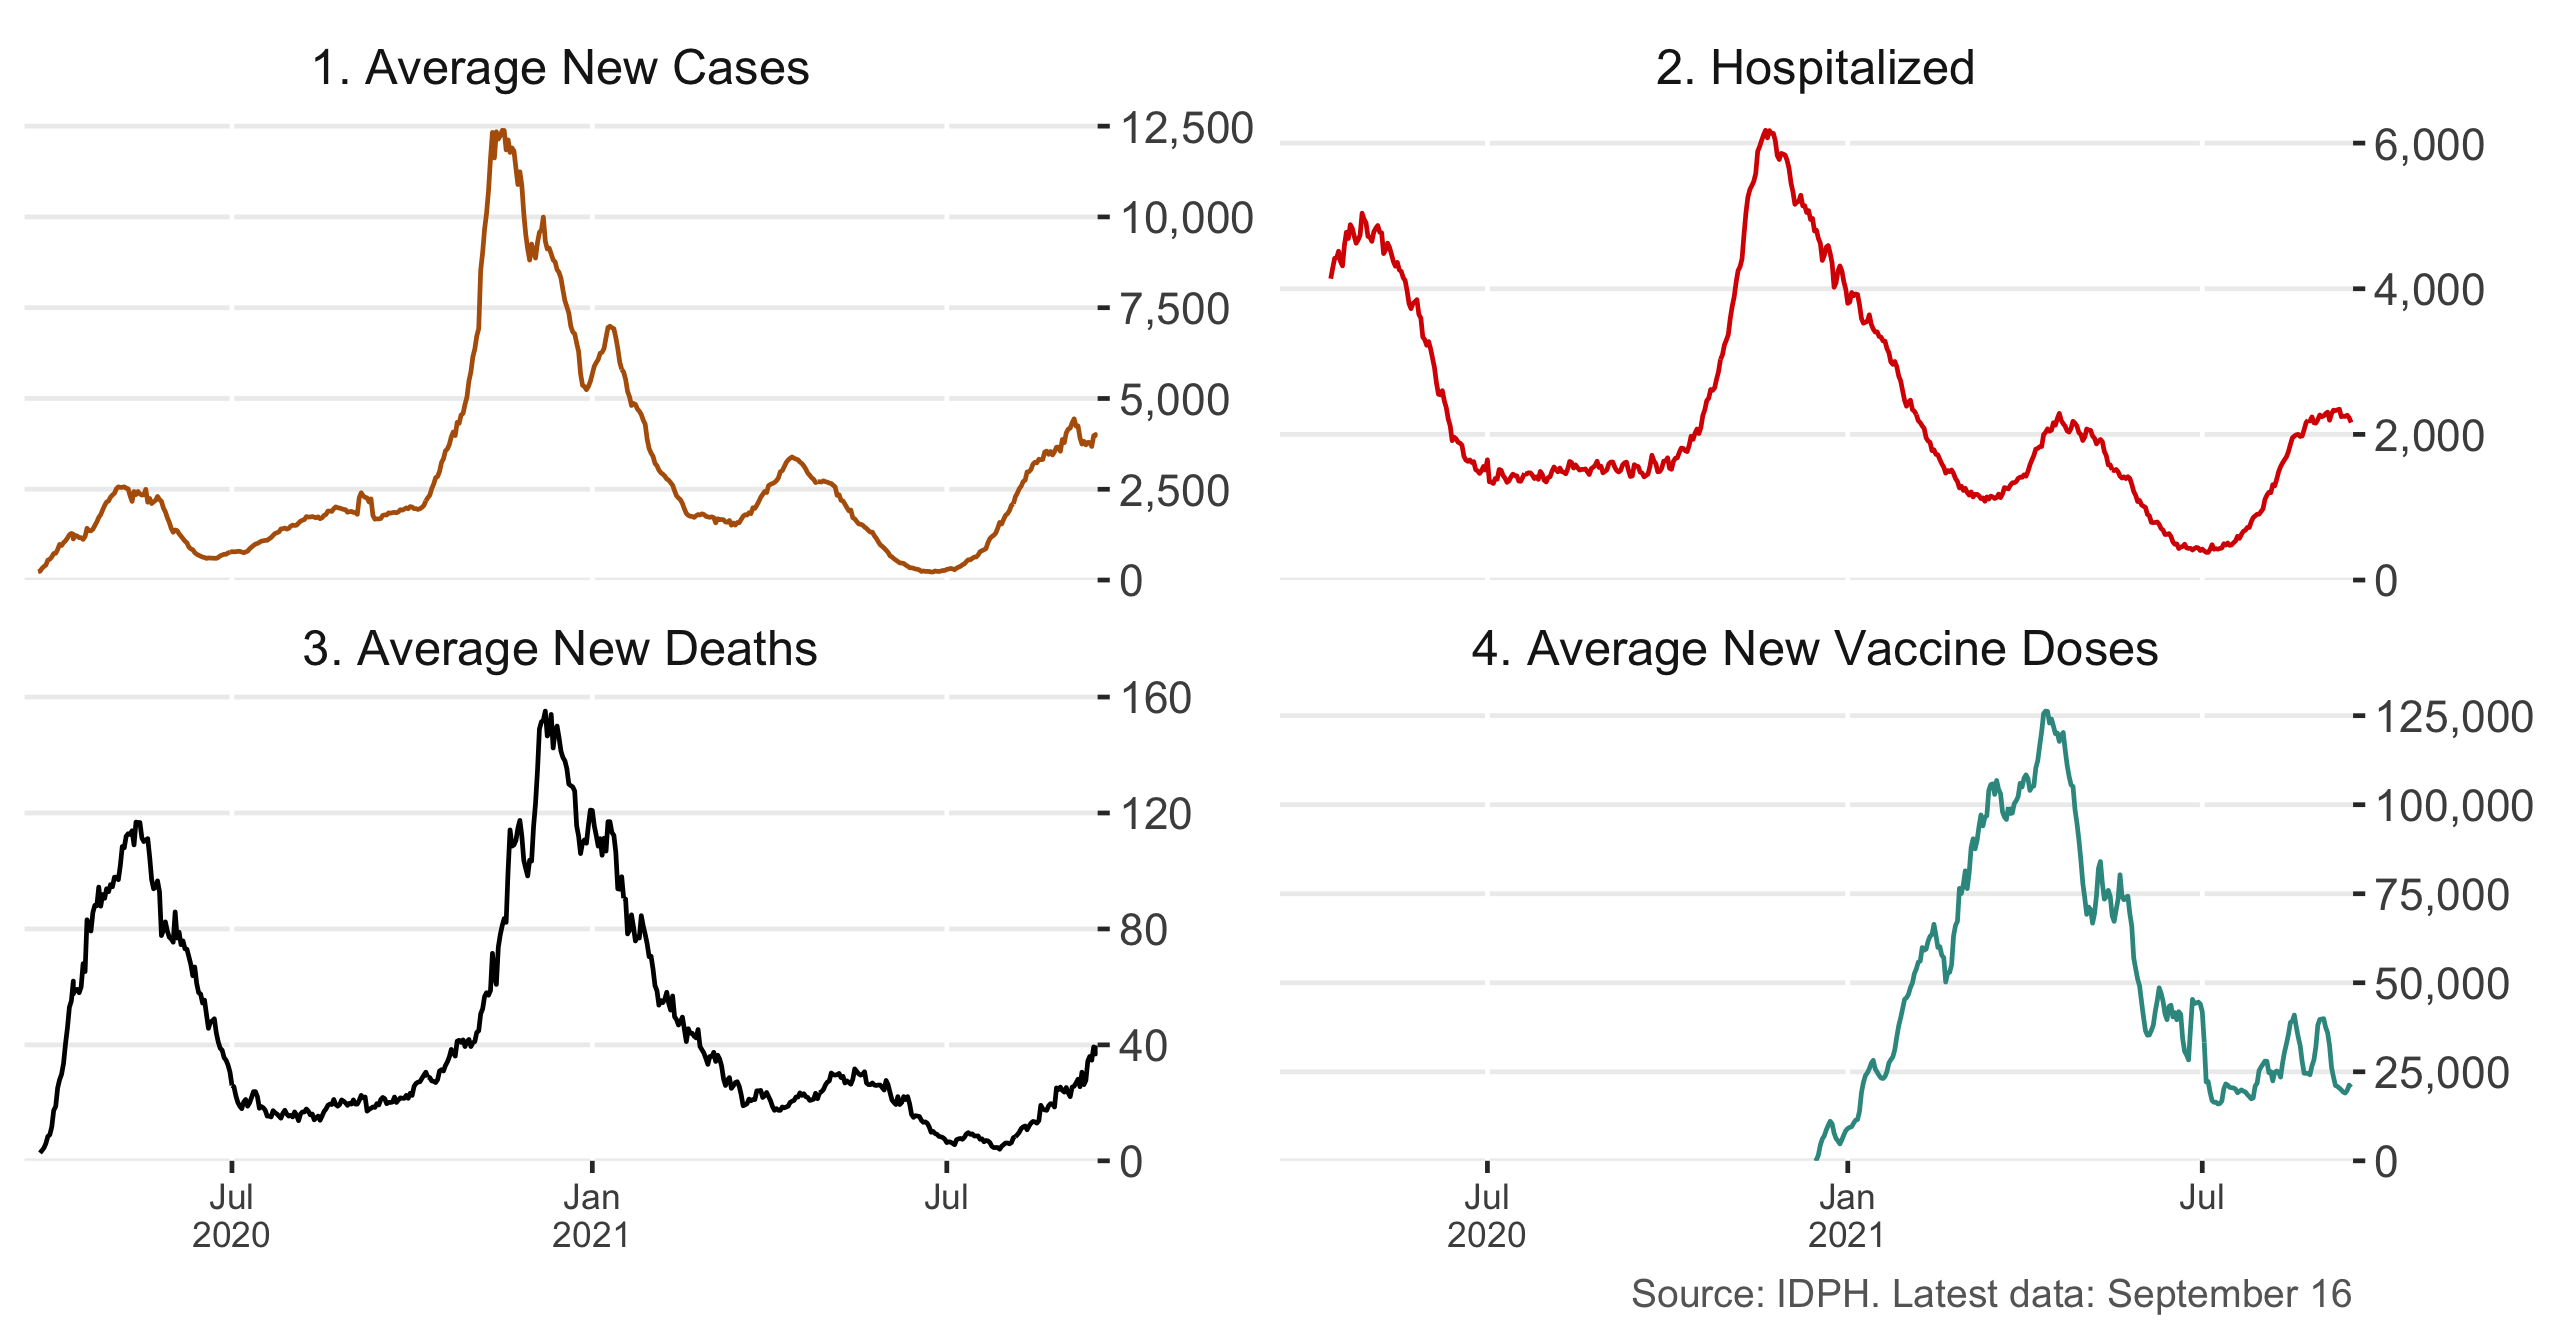 1. Average New Cases
12,500
10,000
7,500
5,000
2,500
0
2. Hospitalized
6,000
4,000
2,000
0
3. Average New Deaths
160
120
80
40
0
Jul
2020
Jan
2021
Jul
4. Average New Vaccine Doses
125,000
100,000
75,000
50,000
25,000
0
Jul
2020
Jan
2021
Jul
Source: IDPH. Latest data: September 16